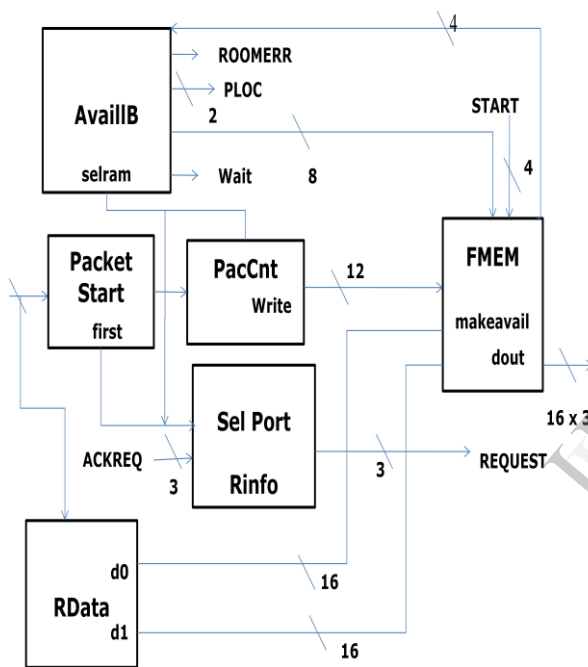 4
ROOMERR
PLOC
2
AvaillB
START
selram
Wait
8
4
Packet
Start
first
PacCnt
Write
12
FMEM
makeavail
dout
16 x 3
Sel Port
Rinfo
ACKREQ
3
3
REQUEST
RData
d0
d1
16
16